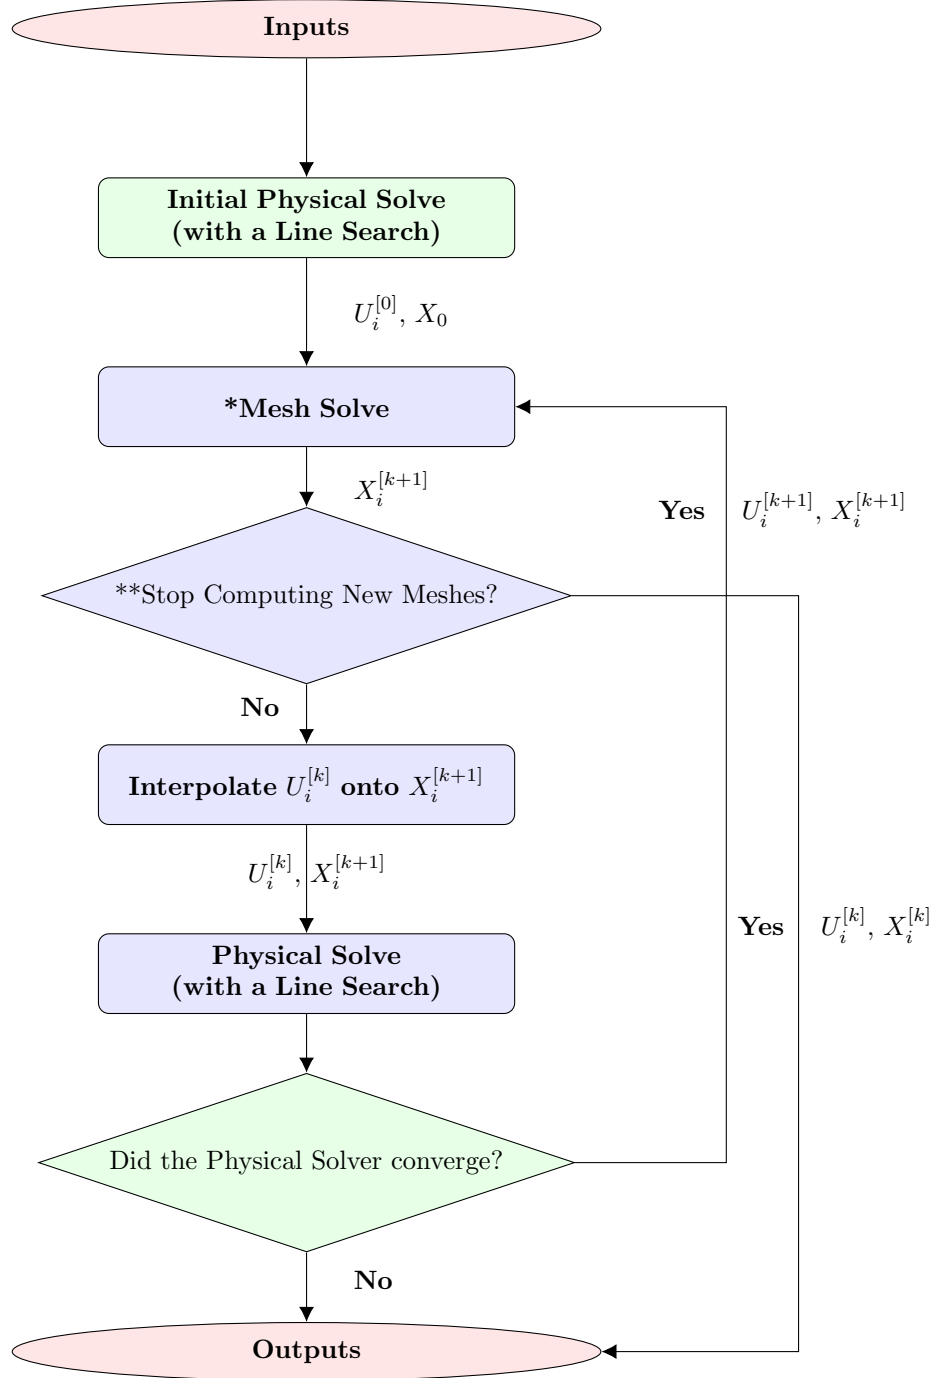 Inputs
Initial Physical Solve
(with a Line Search)
$U_i^{[0]}$, $X_0$
*Mesh Solve
$X_i^{[k+1]}$
Yes
$U_i^{[k+1]}$, $X_i^{[k+1]}$
**Stop Computing New Meshes?
No
Interpolate $U_i^{[k]}$ onto $X_i^{[k+1]}$
$U_i^{[k]}$, $X_i^{[k+1]}$
Yes
$U_i^{[k]}$, $X_i^{[k]}$
Physical Solve
(with a Line Search)
Did the Physical Solver converge?
No
Outputs